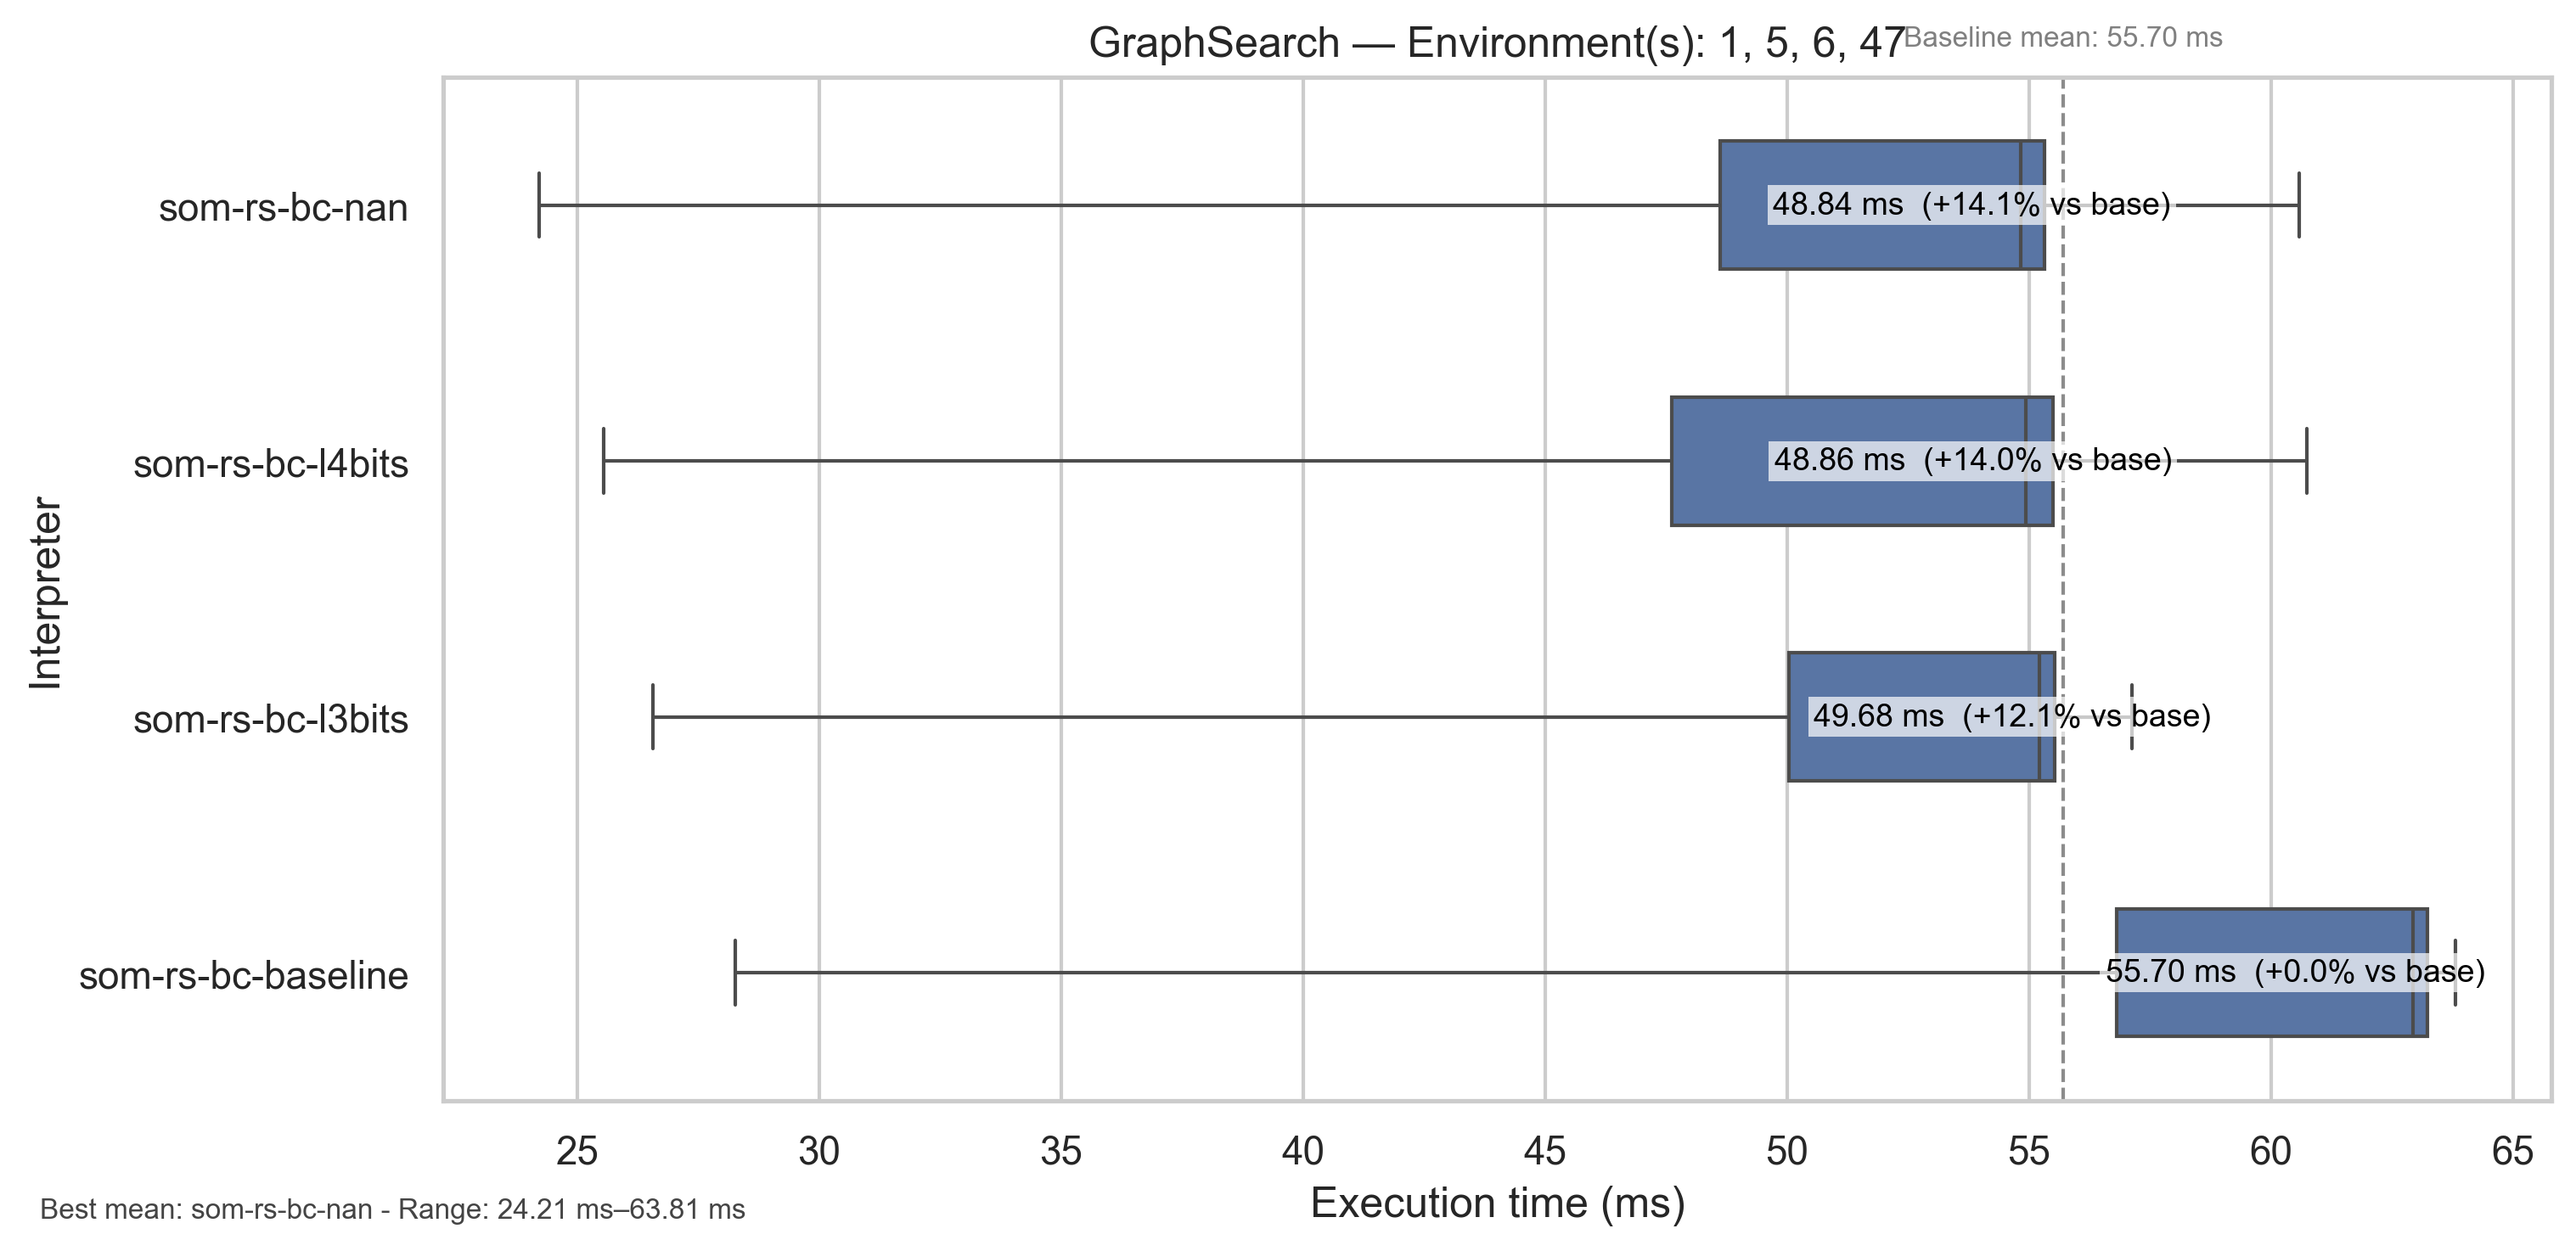 GraphSearch — Environment(s): 1, 5, 6, 47
Baseline mean: 55.70 ms
som-rs-bc-nan
48.84 ms (+14.1% vs base)
som-rs-bc-l4bits
48.86 ms (+14.0% vs base)
Interpreter
som-rs-bc-l3bits
49.68 ms (+12.1% vs base)
som-rs-bc-baseline
55.70 ms (+0.0% vs base)
25 30 35 40 45 50 55 60 65
Execution time (ms)
Best mean: som-rs-bc-nan - Range: 24.21 ms–63.81 ms